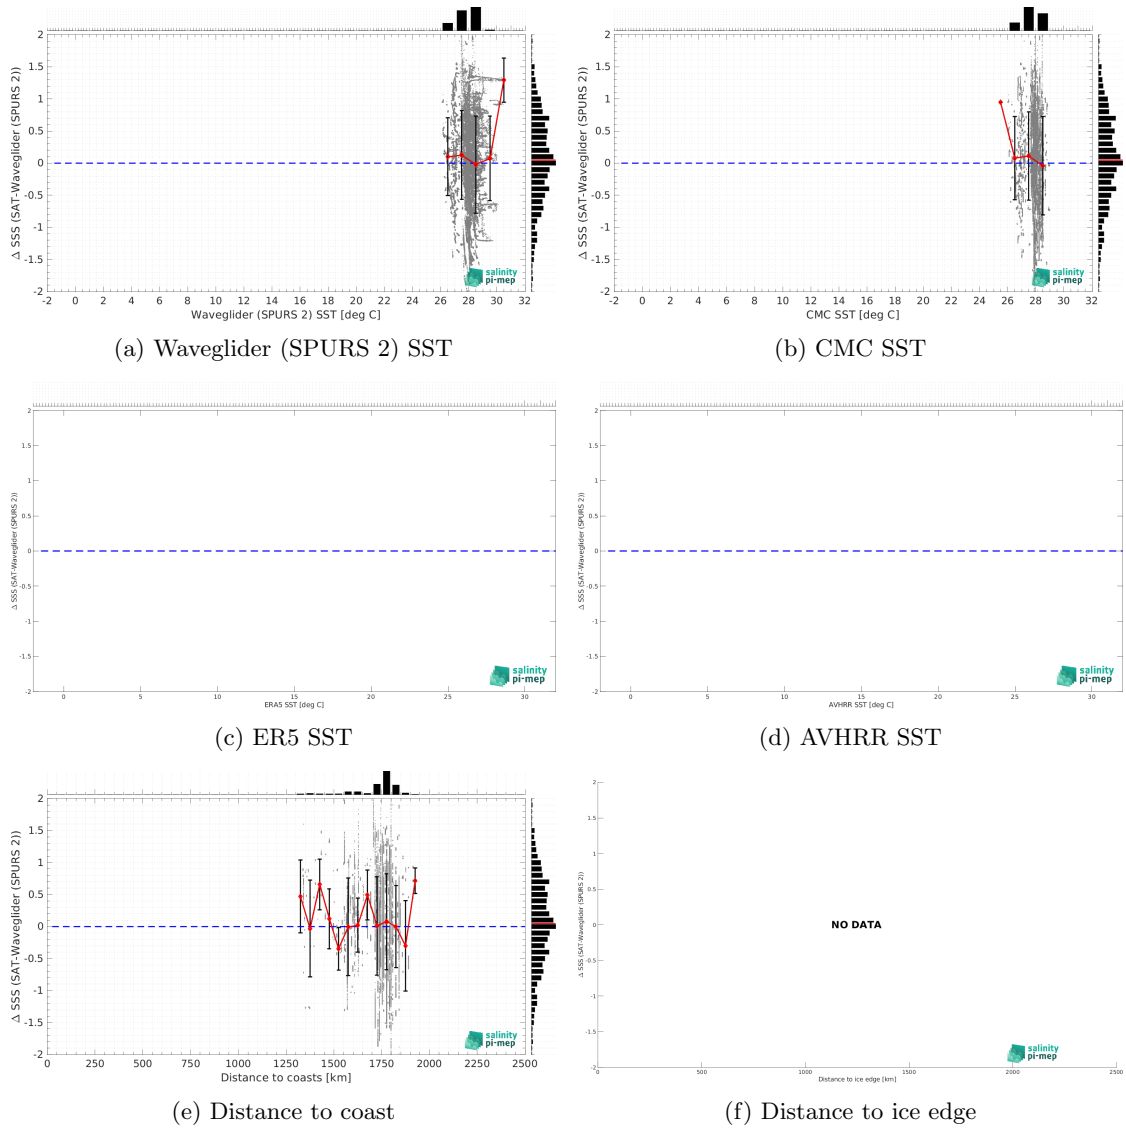 2
1.5
1
0.5
0
-0.5
-1
-1.5
-2
Δ SSS (SAT-Waveglider (SPURS 2))
salinity
pi-mep
-2 0 2 4 6 8 10 12 14 16 18 20 22 24 26 28 30 32
Waveglider (SPURS 2) SST [deg C]
(a) Waveglider (SPURS 2) SST
2
1.5
1
0.5
0
-0.5
-1
-1.5
-2
Δ SSS (SAT-Waveglider (SPURS 2))
salinity
pi-mep
-2 0 2 4 6 8 10 12 14 16 18 20 22 24 26 28 30 32
CMC SST [deg C]
(b) CMC SST
2
1.5
1
0.5
0
-0.5
-1
-1.5
-2
Δ SSS (SAT-Waveglider (SPURS 2))
salinity
pi-mep
0 5 10 15 20 25 30
ERA5 SST [deg C]
(c) ER5 SST
2
1.5
1
0.5
0
-0.5
-1
-1.5
-2
Δ SSS (SAT-Waveglider (SPURS 2))
salinity
pi-mep
0 5 10 15 20 25 30
AVHRR SST [deg C]
(d) AVHRR SST
2
1.5
1
0.5
0
-0.5
-1
-1.5
-2
Δ SSS (SAT-Waveglider (SPURS 2))
salinity
pi-mep
0 250 500 750 1000 1250 1500 1750 2000 2250 2500
Distance to coasts [km]
(e) Distance to coast
2
1.5
1
0.5
0
-0.5
-1
-1.5
-2
Δ SSS (SAT-Waveglider (SPURS 2))
NO DATA
salinity
pi-mep
0 500 1000 1500 2000 2500
Distance to ice edge [km]
(f) Distance to ice edge